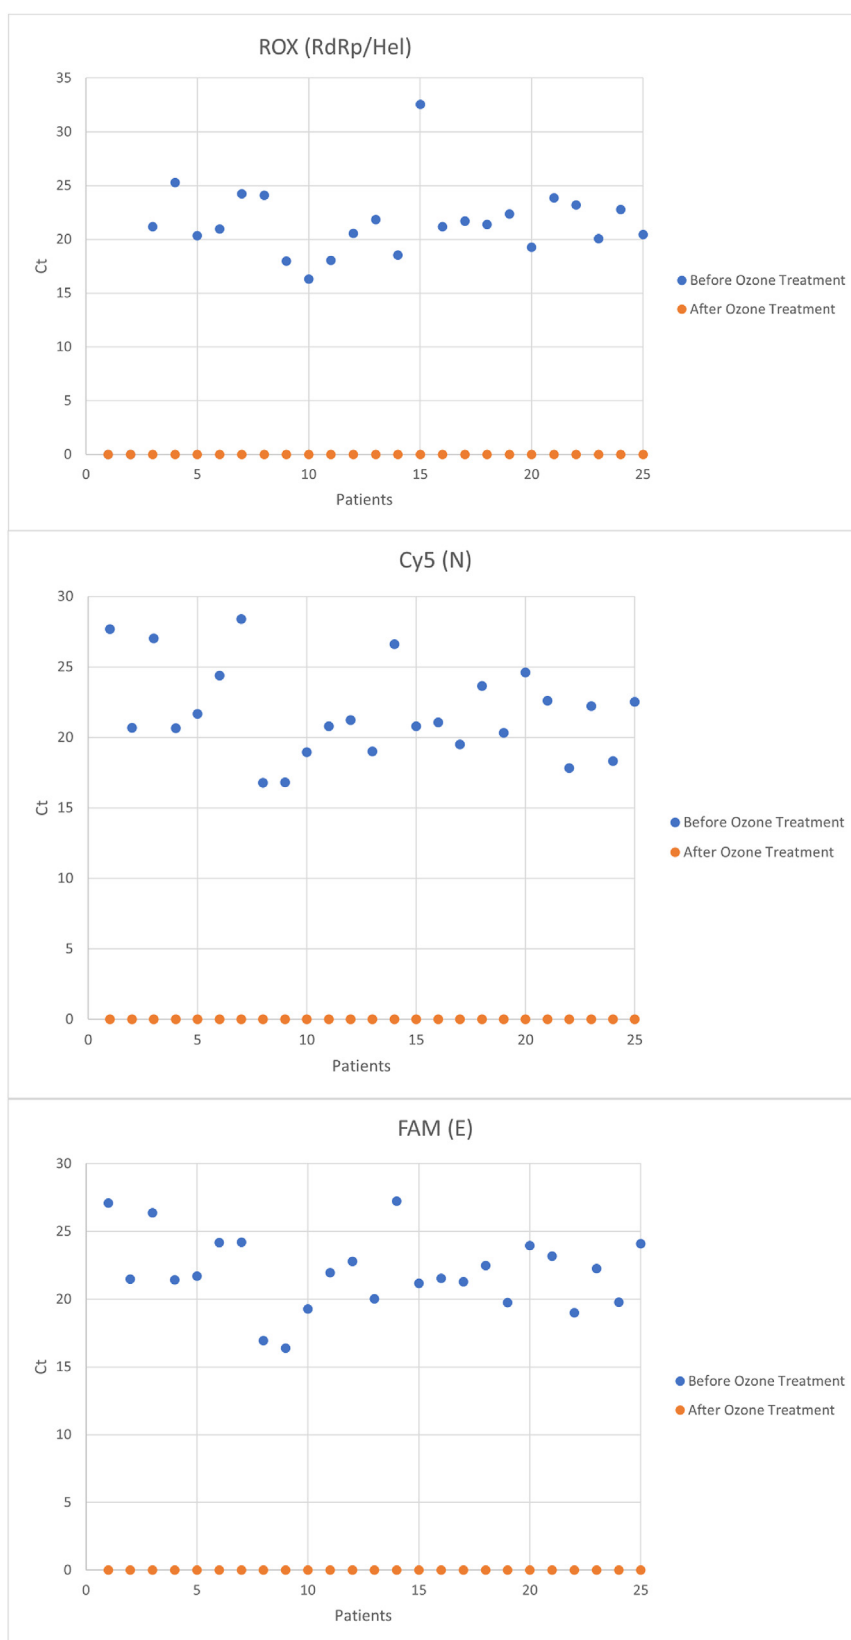 ROX (RdRp/Hel)
35
30
25
20
15
10
5
0
Ct
0 5 10 15 20 25
Patients
Before Ozone Treatment
After Ozone Treatment
Cy5 (N)
30
25
20
15
10
5
0
Ct
0 5 10 15 20 25
Patients
Before Ozone Treatment
After Ozone Treatment
FAM (E)
30
25
20
15
10
5
0
Ct
0 5 10 15 20 25
Patients
Before Ozone Treatment
After Ozone Treatment